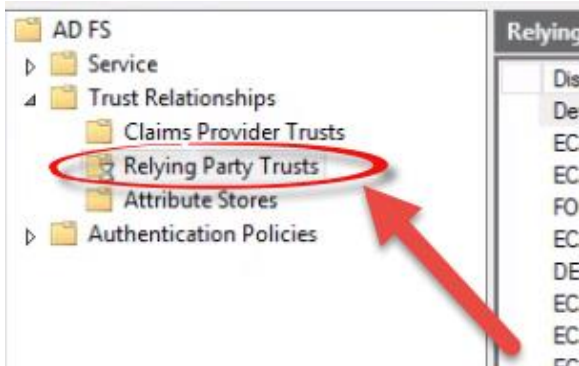 AD FS
Service
Trust Relationships
Claims Provider Trusts
Relying Party Trusts
Attribute Stores
Authentication Policies
Relying
Dis
De
EC
EC
FO
EC
DE
EC
EC
EC